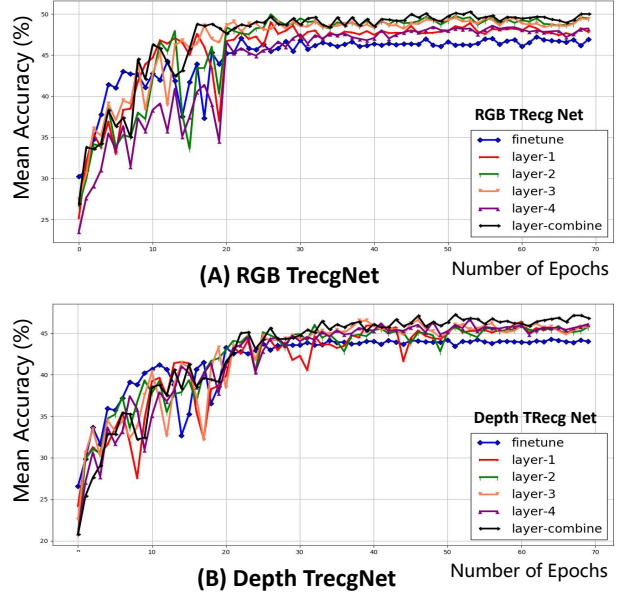 Mean Accuracy (%)
50
45
40
35
30
25
0
10
20
30
40
50
60
70
RGB TRecg Net
finetune
layer-1
layer-2
layer-3
layer-4
layer-combine
(A) RGB TrecgNet
Number of Epochs
Mean Accuracy (%)
45
40
35
30
25
20
10
20
30
40
50
60
70
Depth TRecg Net
finetune
layer-1
layer-2
layer-3
layer-4
layer-combine
(B) Depth TrecgNet
Number of Epochs